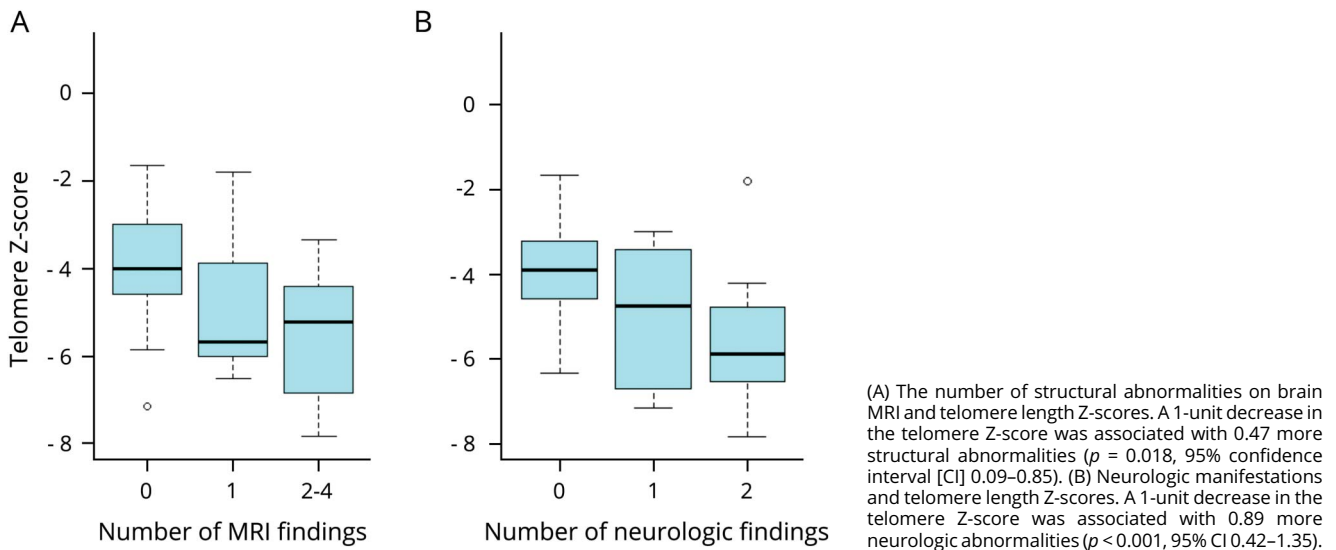 A
B
Telomere Z-score
0
-2
- 4
- 6
- 8
0
1
2-4
Number of MRI findings
0
-2
- 4
- 6
- 8
0
1
2
Number of neurologic findings
(A) The number of structural abnormalities on brain
MRI and telomere length Z-scores. A 1-unit decrease in
the telomere Z-score was associated with 0.47 more
structural abnormalities (p = 0.018, 95% confidence
interval [CI] 0.09–0.85). (B) Neurologic manifestations
and telomere length Z-scores. A 1-unit decrease in the
telomere Z-score was associated with 0.89 more
neurologic abnormalities (p < 0.001, 95% CI 0.42–1.35).